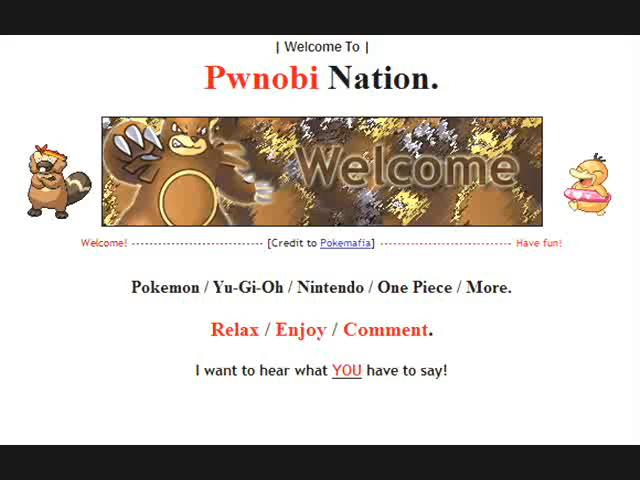 | Welcome To |
Pwnobi Nation.
Welcome
Welcome! ------------------------- [Credit to Pokemafia] ------------------------- Have fun!
Pokemon / Yu-Gi-Oh / Nintendo / One Piece / More.
Relax / Enjoy / Comment.
I want to hear what YOU have to say!